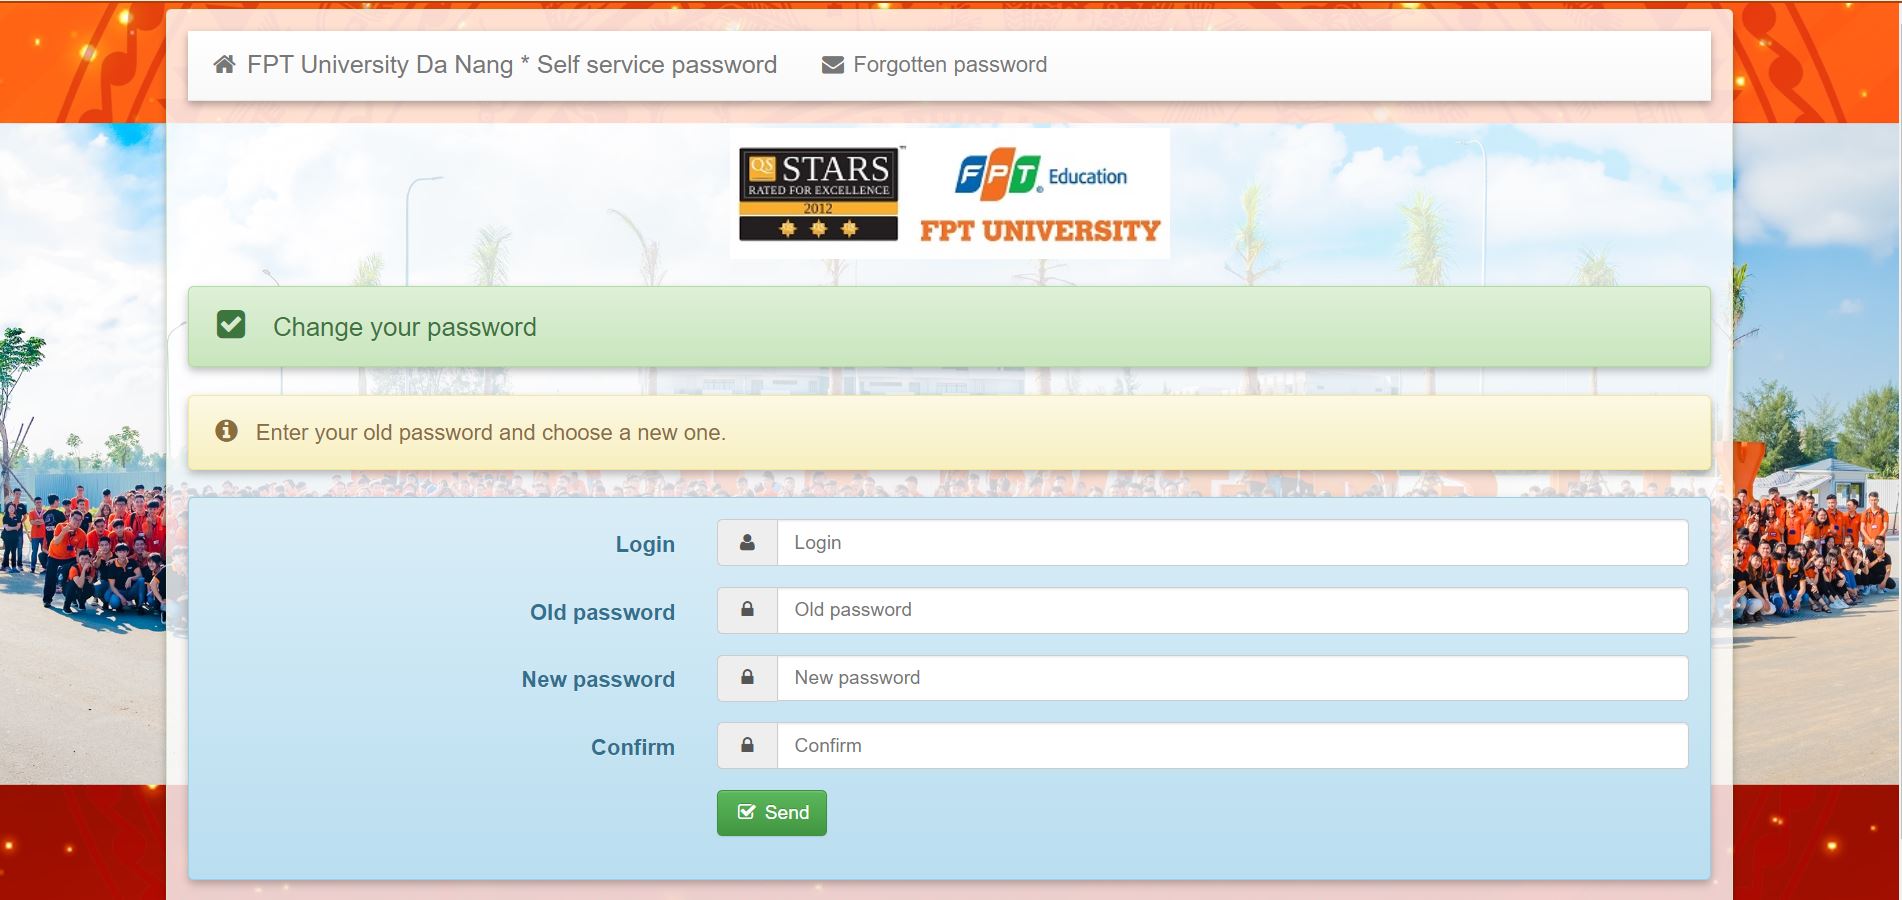 FPT University Da Nang * Self service password
Forgotten password
QS STARS™
RATED FOR EXCELLENCE
2012
FPT® Education
FPT UNIVERSITY
Change your password
Enter your old password and choose a new one.
Login
Login
Old password
Old password
New password
New password
Confirm
Confirm
Send